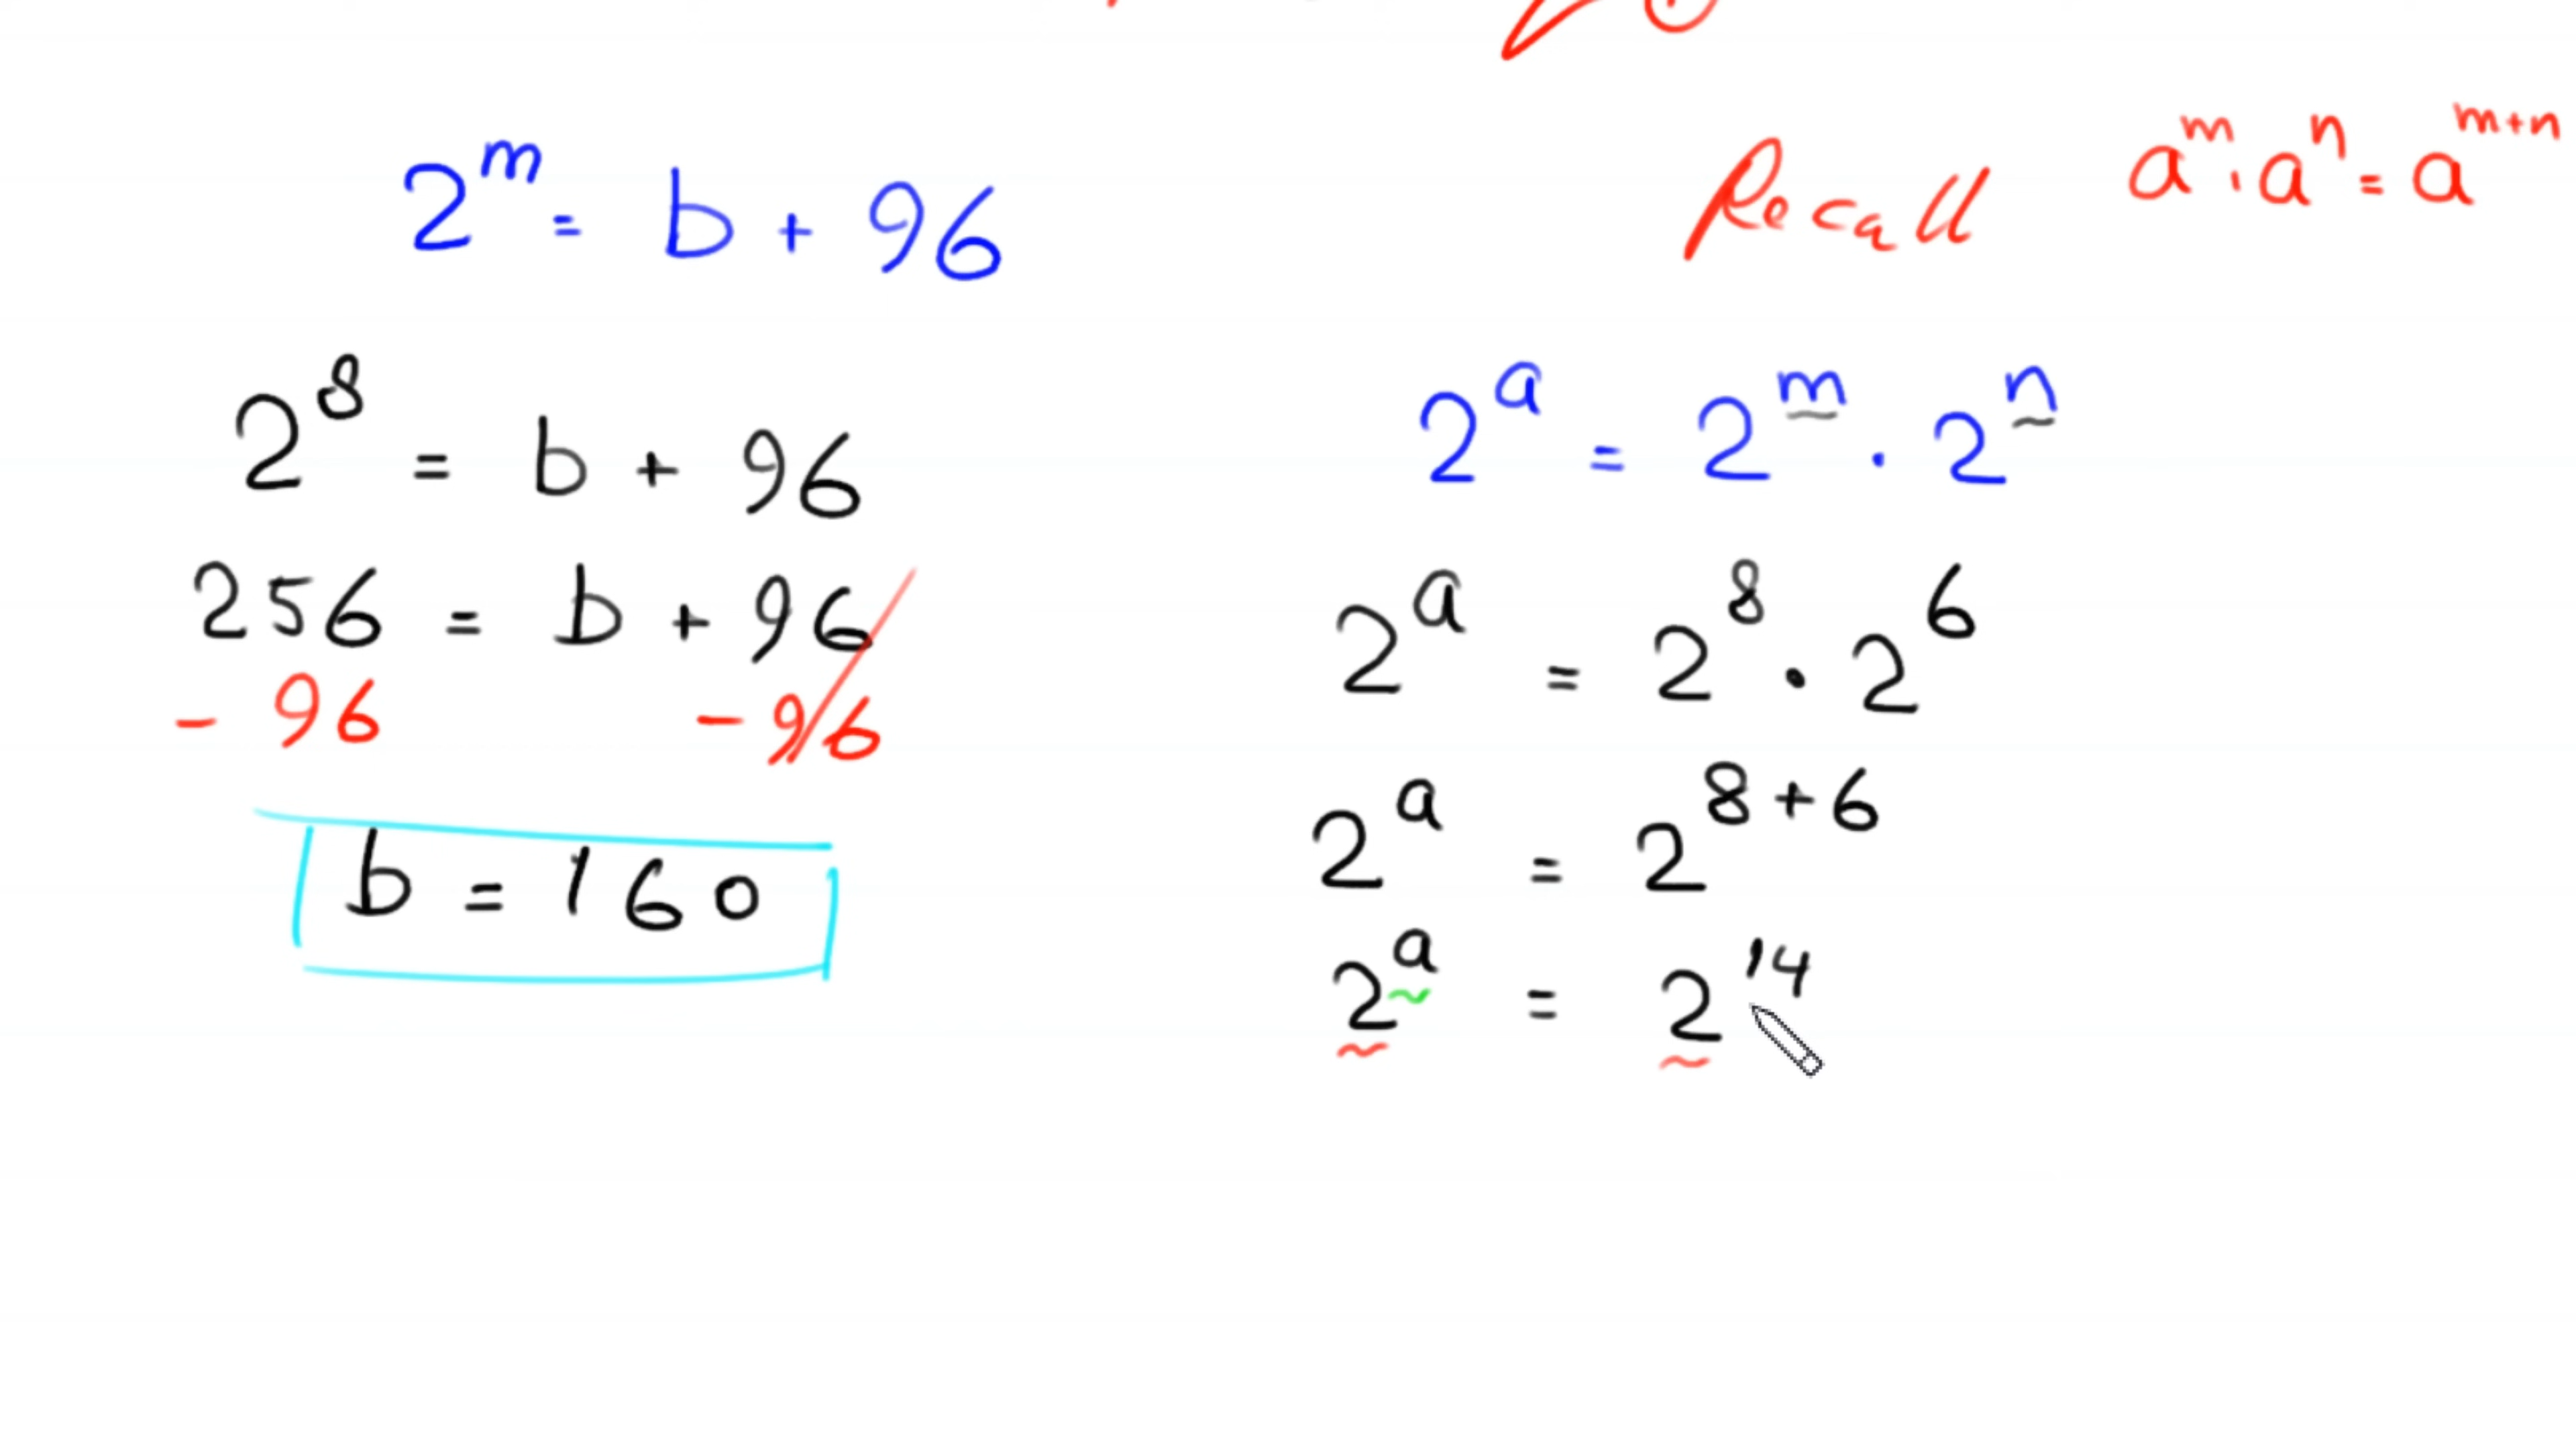 2^m = b + 96
2^8 = b + 96
256 = b + 96
- 96 - 96
b = 160
Recall a^m · a^n = a^m+n
2^a = 2^m · 2^n
2^a = 2^8 · 2^6
2^a = 2^8+6
2^a = 2^14